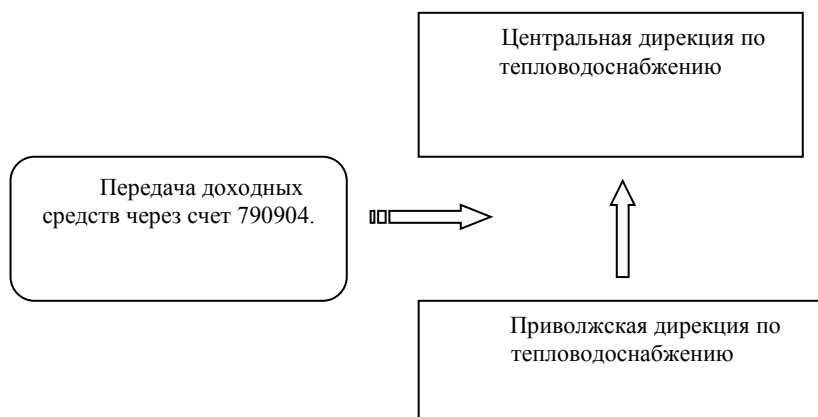 Центральная дирекция по
тепловодоснабжению
Передача доходных
средств через счет 790904.
Приволжская дирекция по
тепловодоснабжению